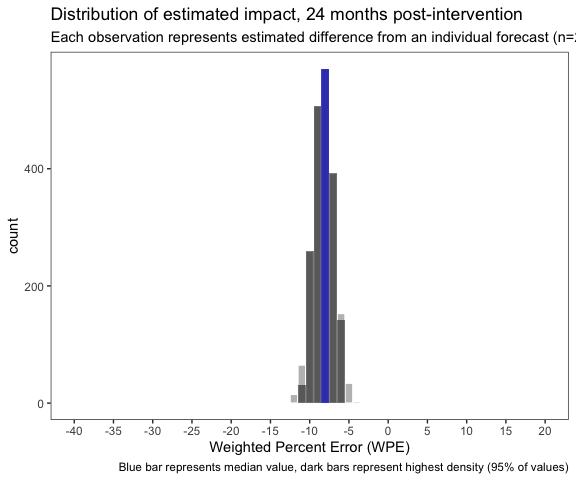 Distribution of estimated impact, 24 months post-intervention
Each observation represents estimated difference from an individual forecast (n=
count
400
200
0
-40 -35 -30 -25 -20 -15 -10 -5 0 5 10 15 20
Weighted Percent Error (WPE)
Blue bar represents median value, dark bars represent highest density (95% of values)